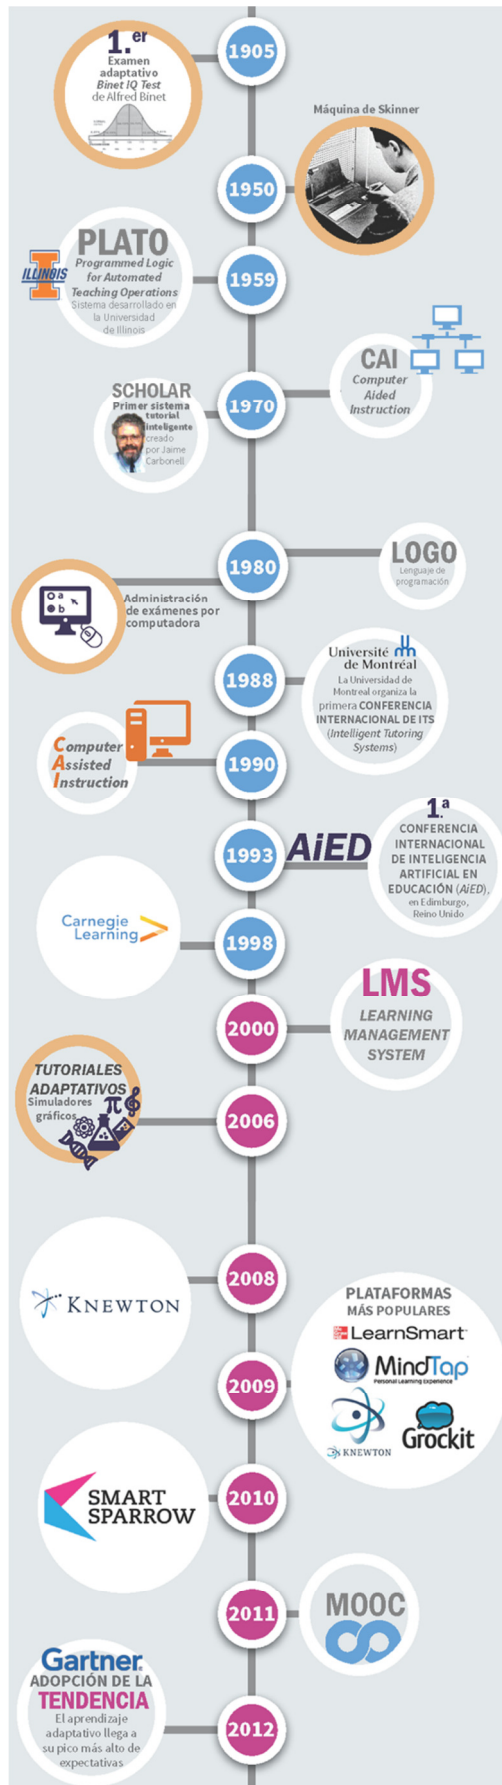 1905
1.er
Examen
adaptativo
Binet IQ Test
de Alfred Binet
Máquina de Skinner
1950
PLATO
Programmed Logic
for Automated
Teaching Operations
Sistema desarrollado en
la Universidad
de Illinois
ILLINOIS
I
1959
CAI
Computer
Aided
Instruction
SCHOLAR
Primer sistema
tutorial
inteligente
creado
por Jaime
Carbonell
1970
LOGO
Lenguaje de
programación
1980
a
b
Administración
de exámenes por
computadora
1988
Université
de Montréal
La Universidad de
Montreal organiza la
primera CONFERENCIA
INTERNACIONAL DE ITS
(Intelligent Tutoring
Systems)
Computer
Assisted
Instruction
1990
1993
AiED
1.a
CONFERENCIA
INTERNACIONAL
DE INTELIGENCIA
ARTIFICIAL EN
EDUCACIÓN (AiED),
en Edimburgo,
Reino Unido
Carnegie
Learning
1998
LMS
LEARNING
MANAGEMENT
SYSTEM
2000
TUTORIALES
ADAPTATIVOS
Simuladores
gráficos
π
2006
KNEWTON
2008
PLATAFORMAS
MÁS POPULARES
LearnSmart
MindTap
Personal Learning Experience
KNEWTON
Grockit
2009
SMART
SPARROW
2010
2011
MOOC
Gartner
ADOPCIÓN DE LA
TENDENCIA
El aprendizaje
adaptativo llega a
su pico más alto de
expectativas
2012